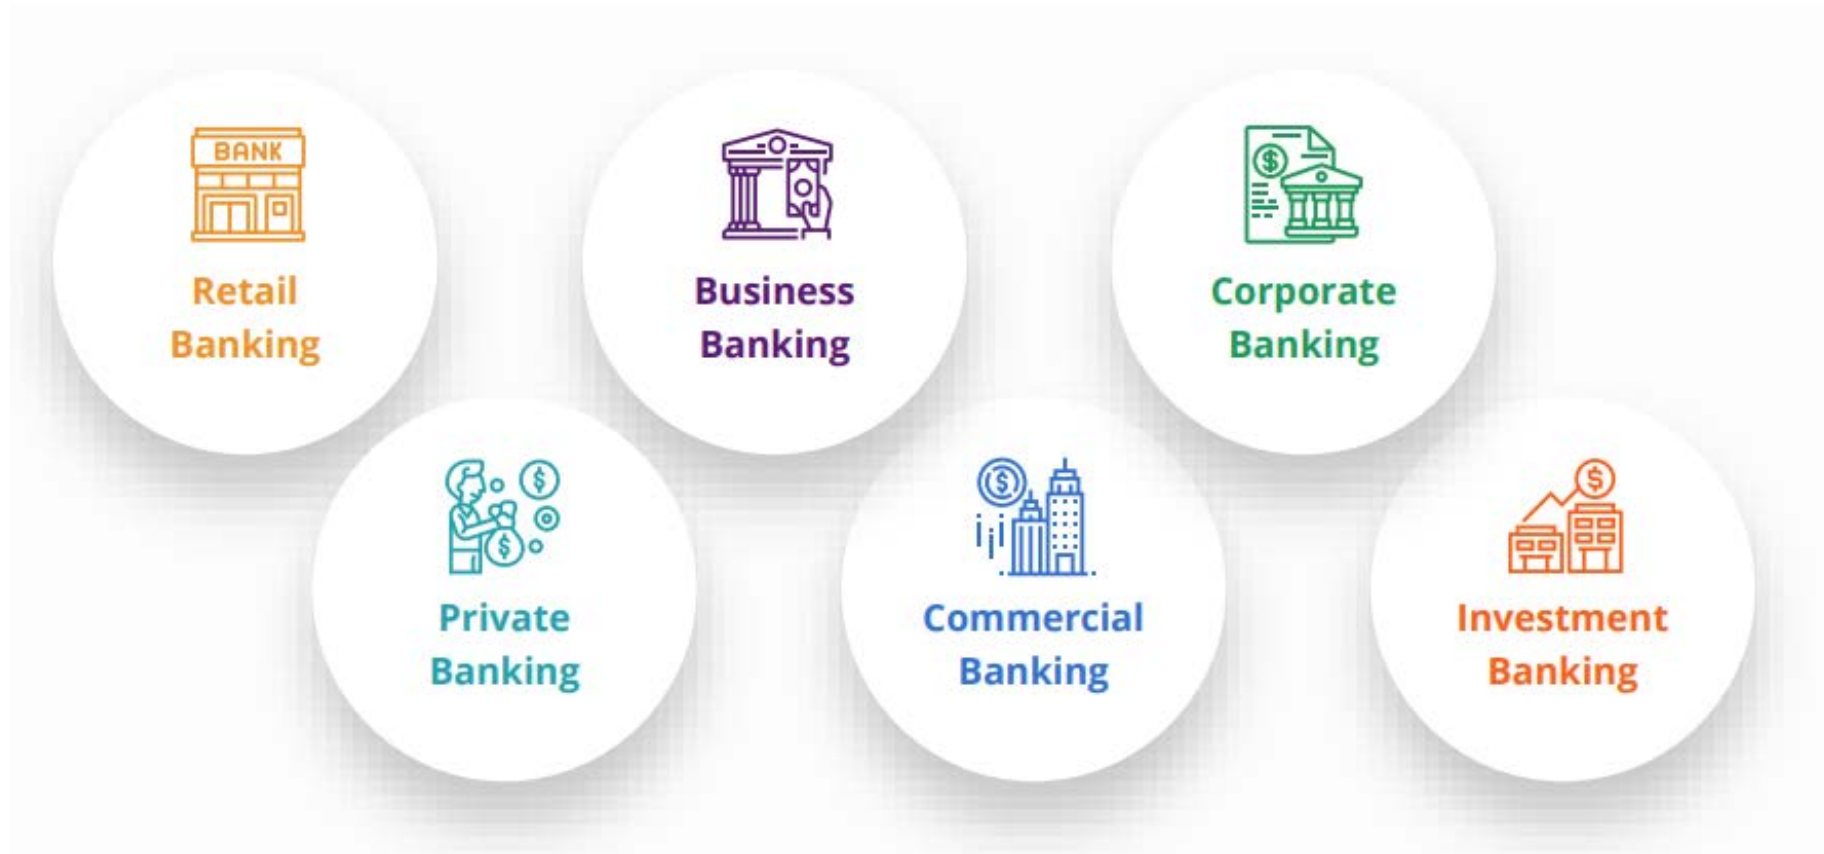 BANK
Retail
Banking
Business
Banking
$
Corporate
Banking
$
$
Private
Banking
$
Commercial
Banking
$
Investment
Banking